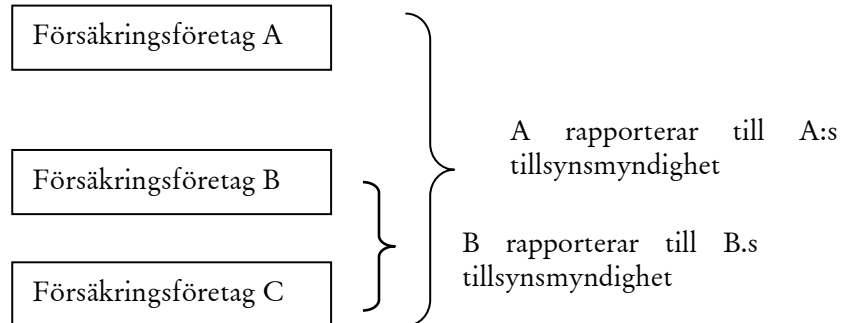 Försäkringsföretag A
A rapporterar till A:s
tillsynsmyndighet
Försäkringsföretag B
B rapporterar till B.s
tillsynsmyndighet
Försäkringsföretag C